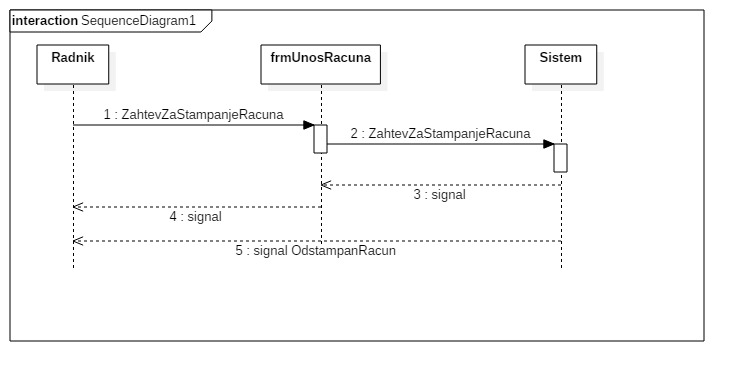 interaction SequenceDiagram1
Radnik
frmUnosRacuna
Sistem
1 : ZahtevZaStampanjeRacuna
2 : ZahtevZaStampanjeRacuna
3 : signal
4 : signal
5 : signal OdstampanRacun